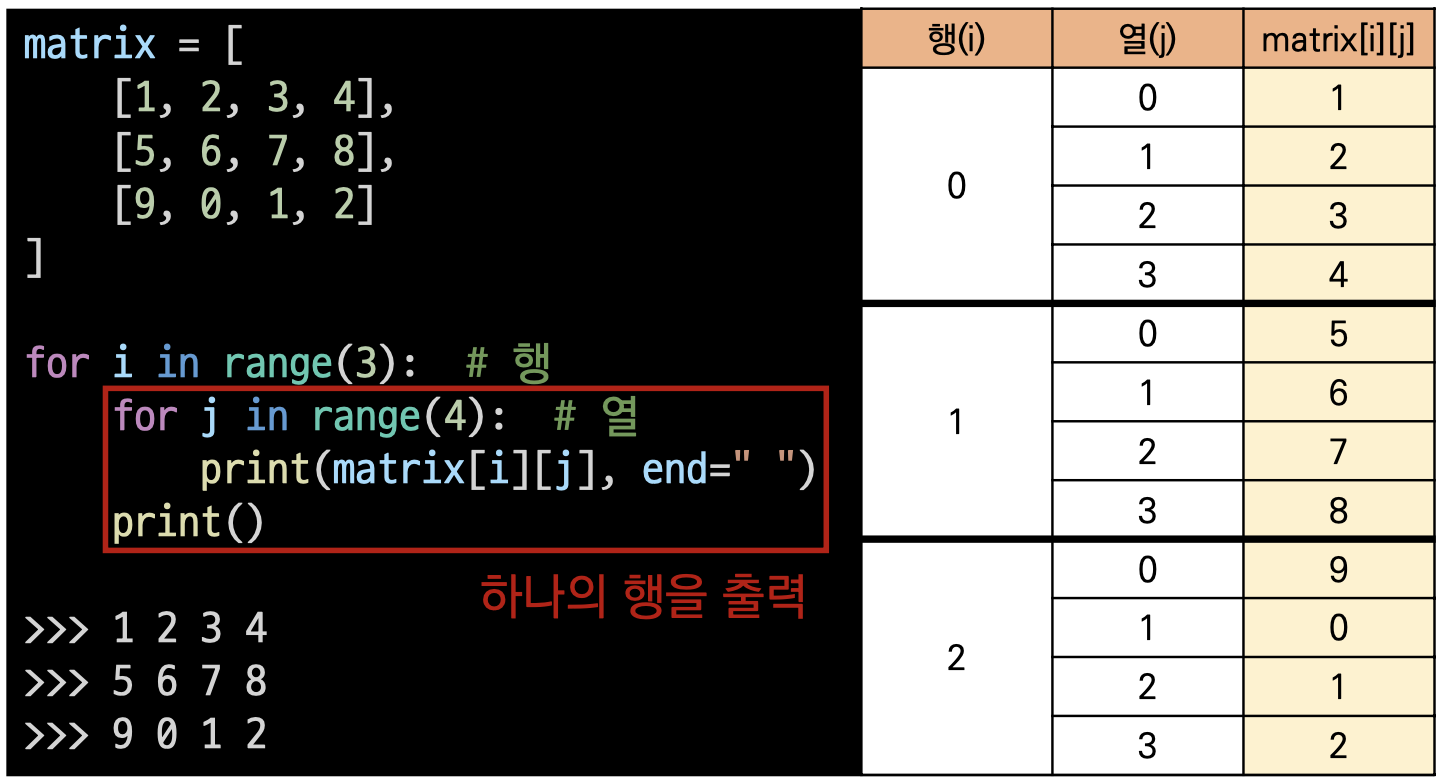 matrix = [
    [1, 2, 3, 4],
    [5, 6, 7, 8],
    [9, 0, 1, 2]
]
for i in range(3):  # 행
    for j in range(4):  # 열
        print(matrix[i][j], end=" ")
    print()
하나의 행을 출력
>>> 1 2 3 4
>>> 5 6 7 8
>>> 9 0 1 2
행(i) 열(j) matrix[i][j]
0
0 1
1 2
2 3
3 4
1
0 5
1 6
2 7
3 8
2
0 9
1 0
2 1
3 2